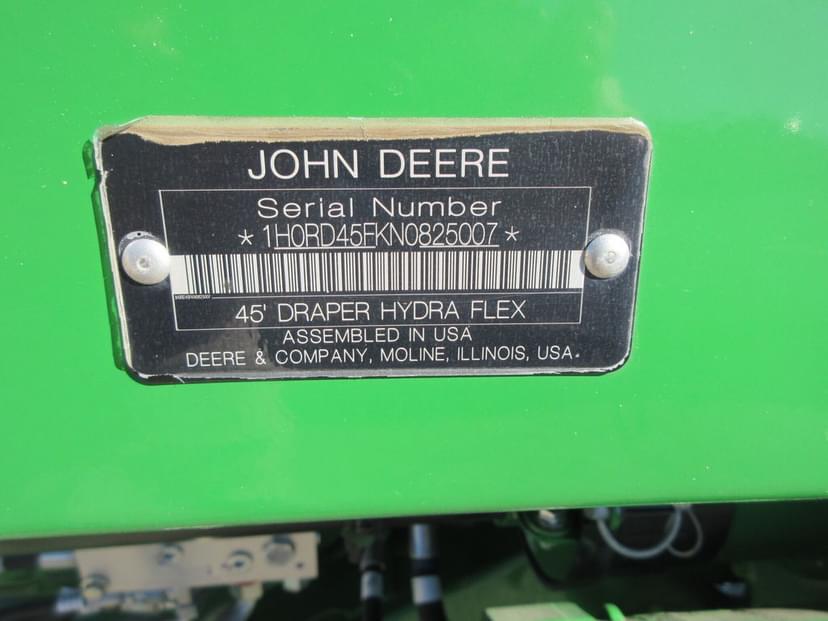 JOHN DEERE
Serial Number
*1H0RD45FKN0825007*
45' DRAPER HYDRA FLEX
ASSEMBLED IN USA
DEERE & COMPANY, MOLINE, ILLINOIS, USA.